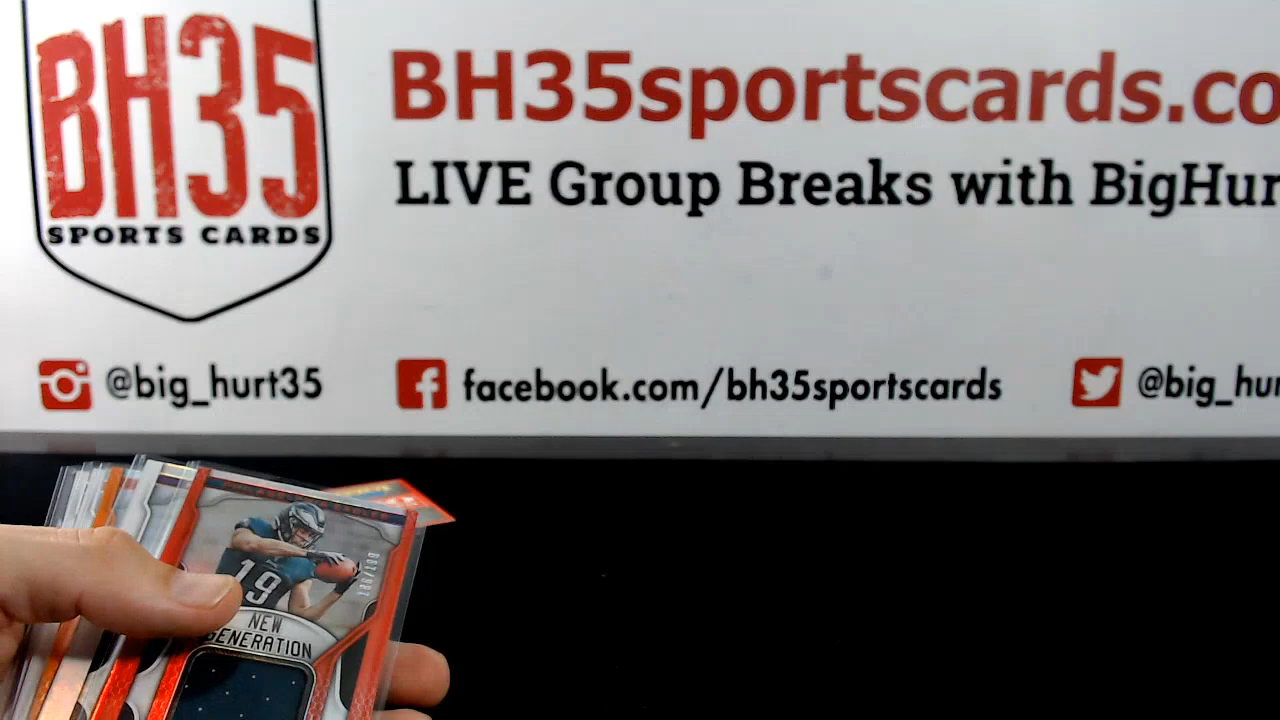 BH35
SPORTS CARDS
BH35sportscards.co
LIVE Group Breaks with BigHur
@big_hurt35
facebook.com/bh35sportscards
@big_hur
19
NEW
GENERATION